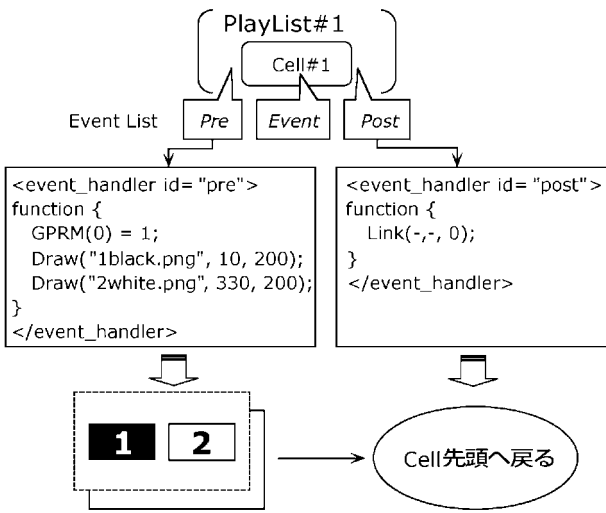 PlayList#1
Cell#1
Event List
Pre
Event
Post
<event_handler id= "pre">
function {
GPRM(0) = 1;
Draw("1black.png", 10, 200);
Draw("2white.png", 330, 200);
}
</event_handler>
<event_handler id= "post">
function {
Link(-,-, 0);
}
</event_handler>
1 2
Cell先頭へ戻る